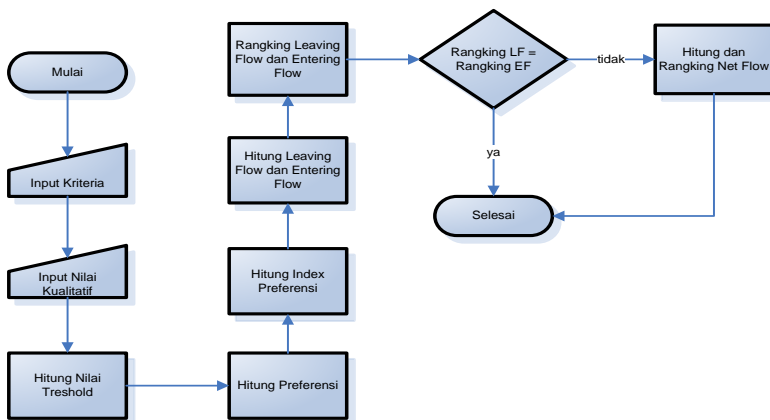 Mulai
Input Kriteria
Input Nilai
Kualitatif
Hitung Nilai
Treshold
Hitung Preferensi
Hitung Index
Preferensi
Hitung Leaving
Flow dan Entering
Flow
Rangking Leaving
Flow dan Entering
Flow
Rangking LF =
Rangking EF
tidak
Hitung dan
Rangking Net Flow
ya
Selesai